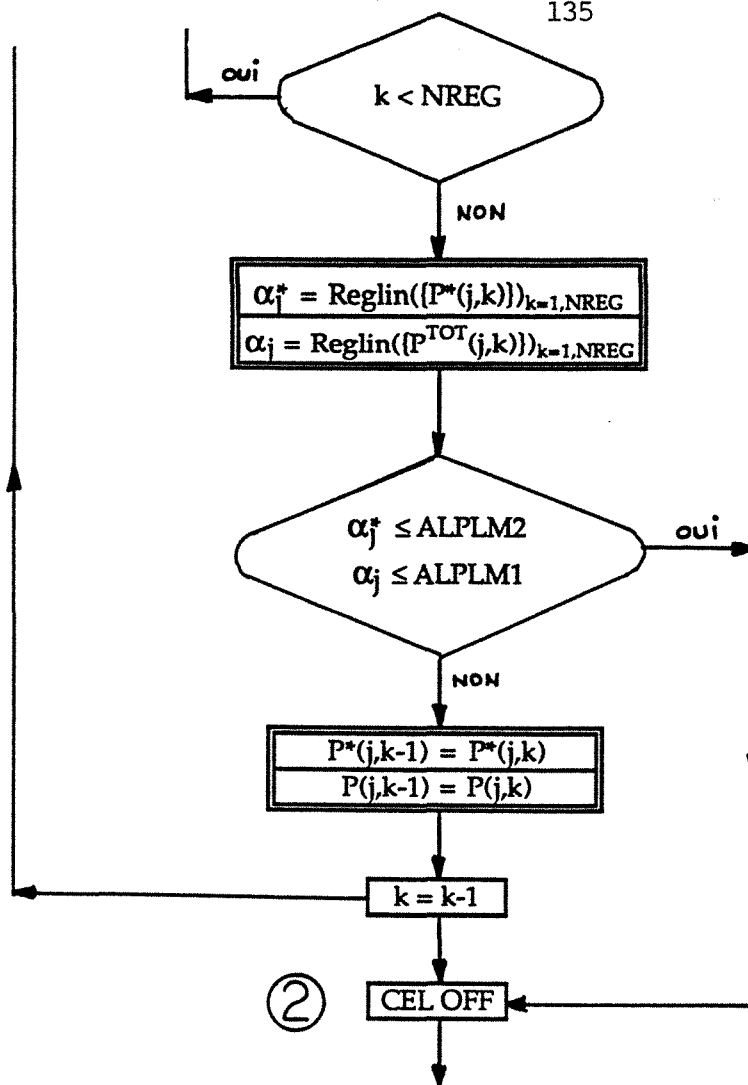 135
oui
k < NREG
NON
α*j = Reglin({P*(j,k)})k=1,NREG
αj = Reglin({P^TOT(j,k)})k=1,NREG
α*j ≤ ALPLM2
oui
αj ≤ ALPLM1
NON
P*(j,k-1) = P*(j,k)
P(j,k-1) = P(j,k)
k = k-1
2
CEL OFF